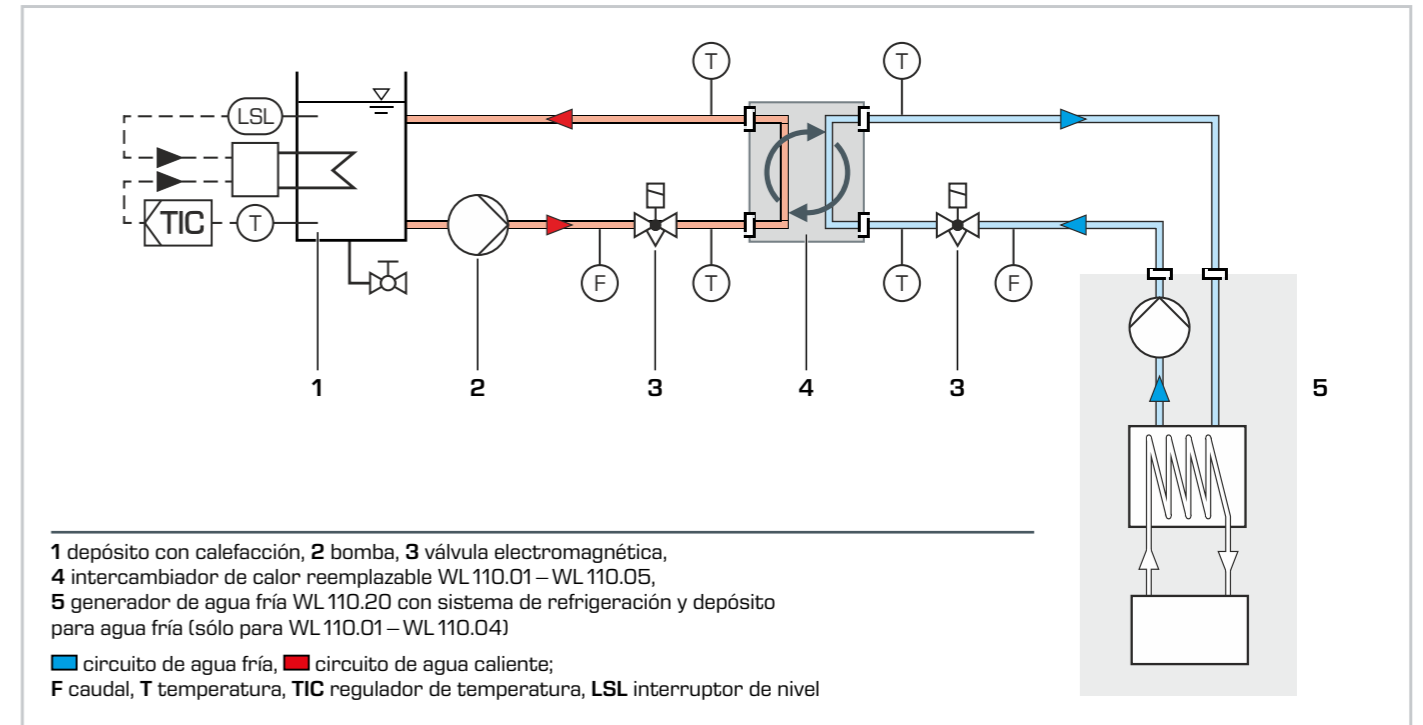 T
T
LSL
TIC
T
F
T
T
F
1
2
3
4
3
5
1 depósito con calefacción, 2 bomba, 3 válvula electromagnética,
4 intercambiador de calor reemplazable WL 110.01 – WL 110.05,
5 generador de agua fría WL 110.20 con sistema de refrigeración y depósito
para agua fría (sólo para WL 110.01 – WL 110.04)
circuito de agua fría, circuito de agua caliente;
F caudal, T temperatura, TIC regulador de temperatura, LSL interruptor de nivel